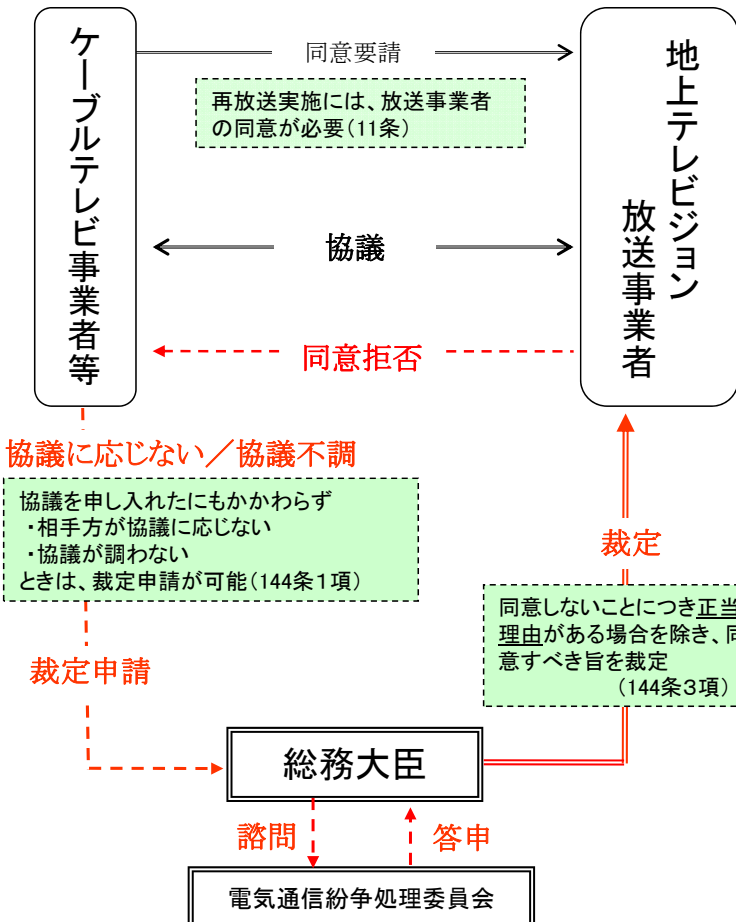 ケーブルテレビ事業者等
同意要請
再放送実施には、放送事業者
の同意が必要（11条）
地上テレビジョン
放送事業者
協議
同意拒否
協議に応じない／協議不調
協議を申し入れたにもかかわらず
・相手方が協議に応じない
・協議が調わない
ときは、裁定申請が可能（144条１項）
裁定
同意しないことにつき正当
理由がある場合を除き、同
意すべき旨を裁定
（144条３項）
裁定申請
総務大臣
諮問
答申
電気通信紛争処理委員会